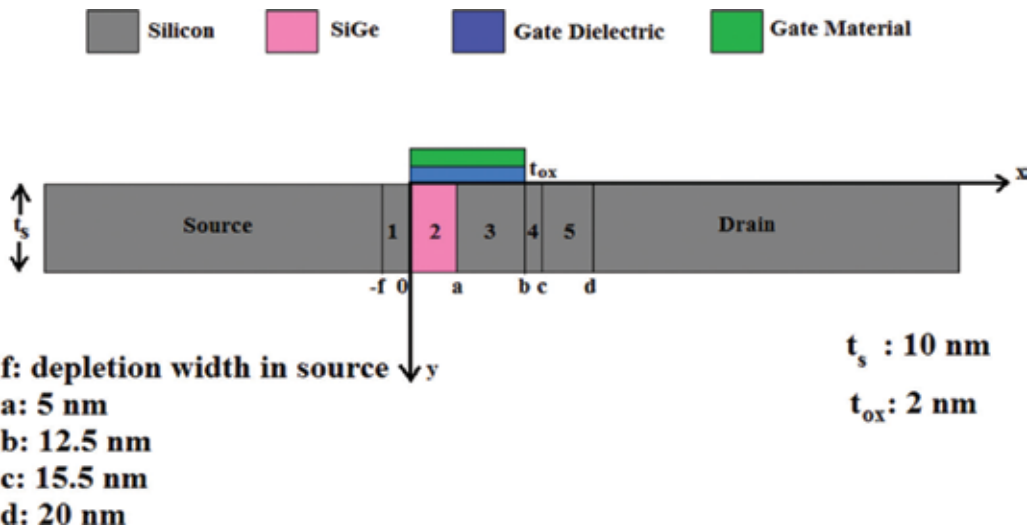 Silicon SiGe Gate Dielectric Gate Material
tox
x
ts Source 1 2 3 4 5 Drain
-f 0 a b c d
y
f: depletion width in source
a: 5 nm
b: 12.5 nm
c: 15.5 nm
d: 20 nm
ts : 10 nm
tox: 2 nm